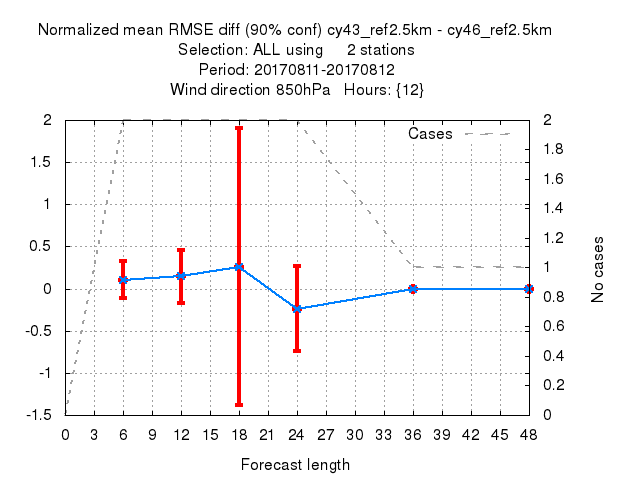 Normalized mean RMSE diff (90% conf) cy43_ref2.5km - cy46_ref2.5km
Selection: ALL using 2 stations
Period: 20170811-20170812
Wind direction 850hPa Hours: {12}
Cases
2
1.5
1
0.5
0
-0.5
-1
-1.5
2
1.8
1.6
1.4
1.2
1
0.8
0.6
0.4
0.2
0
No cases
0 3 6 9 12 15 18 21 24 27 30 33 36 39 42 45 48
Forecast length